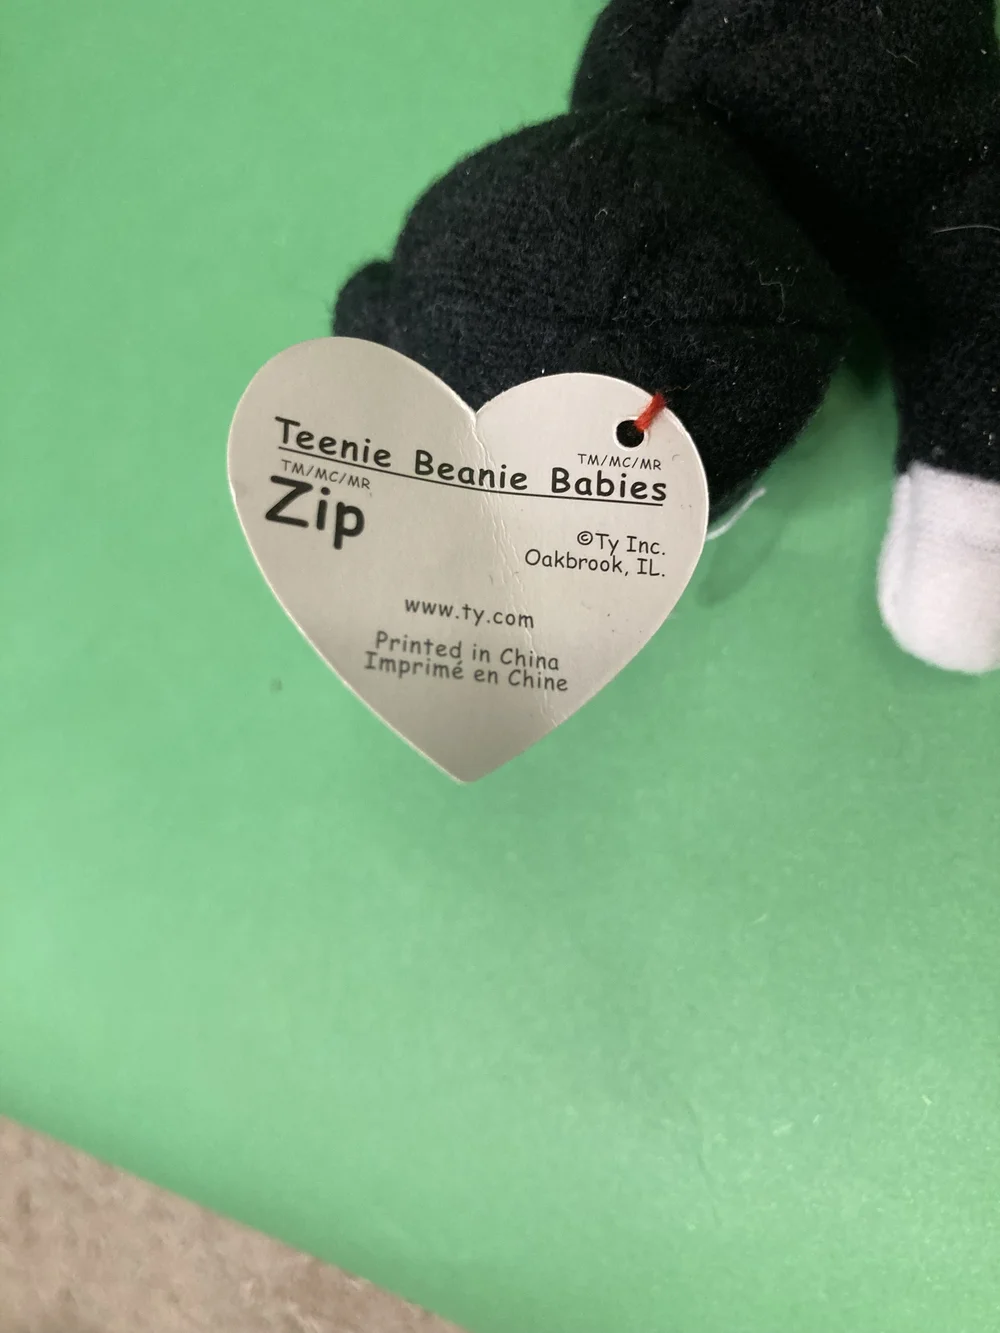 Teenie Beanie Babies
TM/MC/MR
TM/MC/MR
Zip
©Ty Inc.
Oakbrook, IL.
www.ty.com
Printed in China
Imprimé en Chine